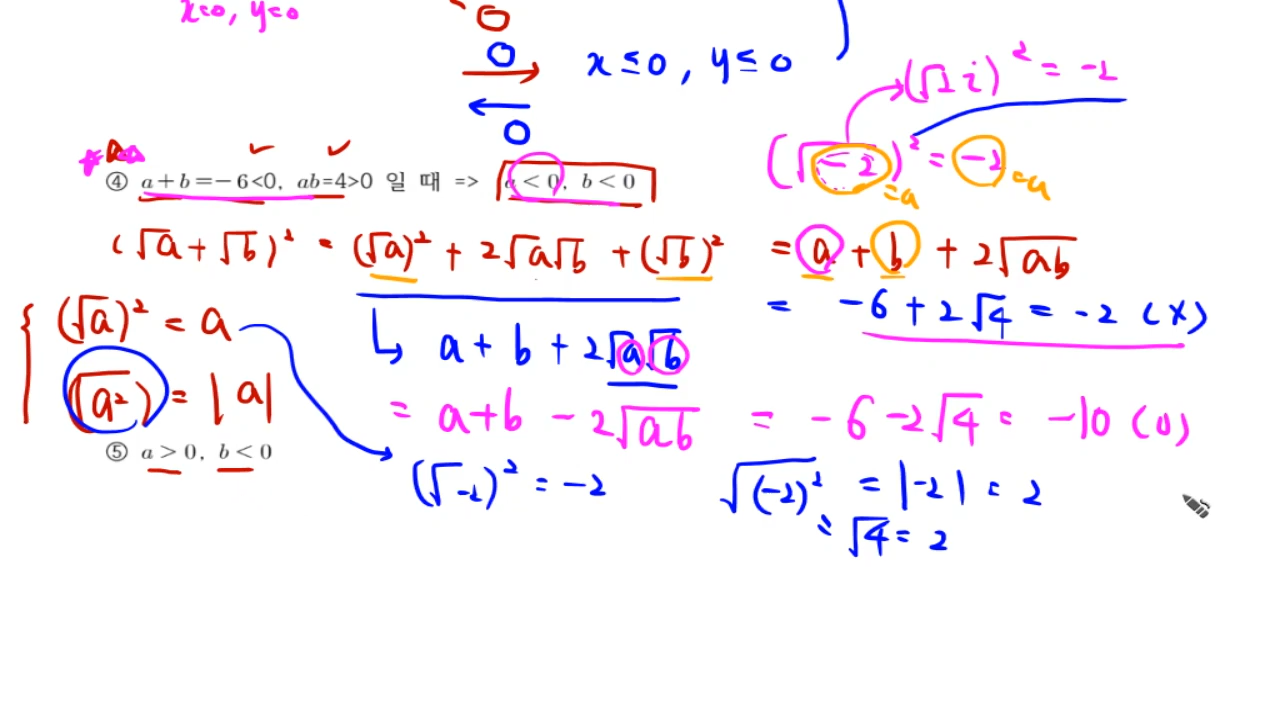 x=0, y=0
0
0
x ≤ 0 , y ≤ 0
0
(√2 i)² = -2
(√-2)² = -2
= a
= a
④ a+b=-6<0, ab=4>0 일 때 => a<0, b<0
(√a + √b)² = (√a)² + 2√a√b + (√b)² = a + b + 2√ab
(√a)² = a
a + b + 2√a√b
= -6 + 2√4 = -2 (X)
√a² = |a|
= a+b - 2√ab = -6 -2√4 = -10 (0)
⑤ a>0, b<0
(√-2)² = -2
√(-2)² = |-2| = 2
= √4 = 2